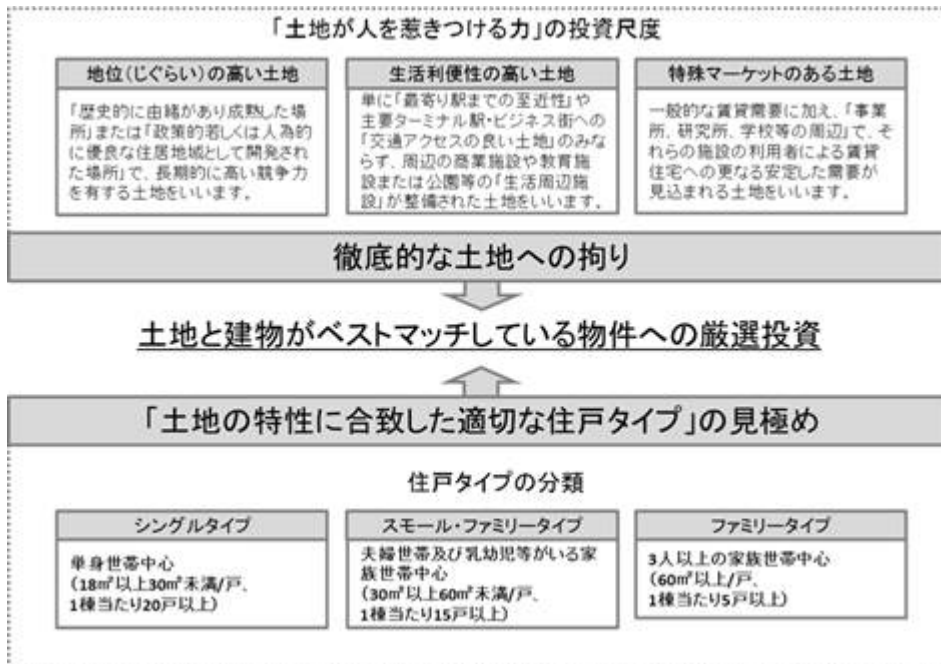 「土地が人を惹きつける力」の投資尺度
地位(じぐらい)の高い土地
「歴史的に由緒があり成熟した場
所」または「政策的若しくは人為的
に優良な住居地域として開発され
た場所」で、長期的に高い競争力
を有する土地をいいます。
生活利便性の高い土地
単に「最寄り駅までの至近性」や
主要ターミナル駅・ビジネス街への
「交通アクセスの良い土地」のみな
らず、周辺の商業施設や教育施
設または公園等の「生活周辺施
設」が整備された土地をいいます。
特殊マーケットのある土地
一般的な賃貸需要に加え、「事業
所、研究所、学校等の周辺」で、そ
れらの施設の利用者による賃貸
住宅への更なる安定した需要が
見込まれる土地をいいます。
徹底的な土地への拘り
土地と建物がベストマッチしている物件への厳選投資
「土地の特性に合致した適切な住戸タイプ」の見極め
住戸タイプの分類
シングルタイプ
単身世帯中心
(18㎡以上30㎡未満/戸、
1棟当たり20戸以上)
スモール・ファミリータイプ
夫婦世帯及び乳幼児等がいる家
族世帯中心
(30㎡以上60㎡未満/戸、
1棟当たり15戸以上)
ファミリータイプ
3人以上の家族世帯中心
(60㎡以上/戸、
1棟当たり5戸以上)